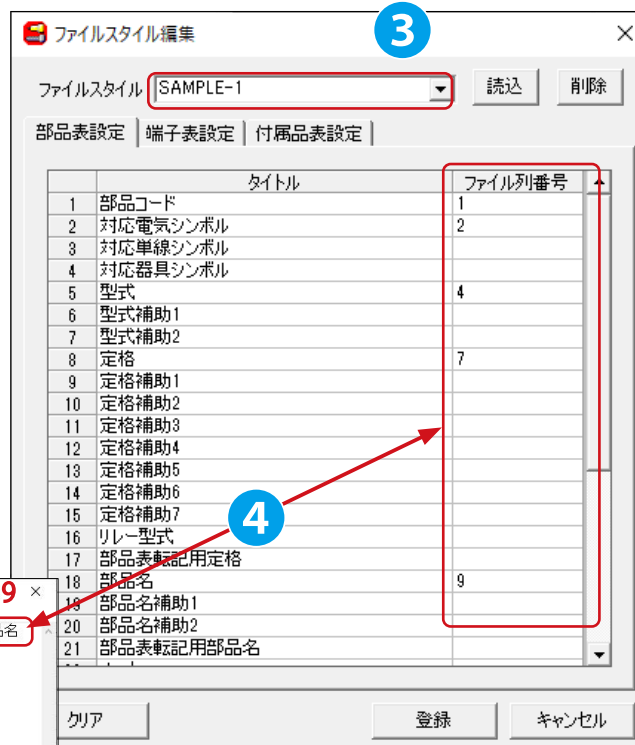 ファイルスタイル編集
3
×
ファイルスタイル SAMPLE-1 読込 削除
部品表設定 端子表設定 付属品表設定
タイトル ファイル列番号
1 部品コード 1
2 対応電気シンボル 2
3 対応単線シンボル
4 対応器具シンボル
5 型式 4
6 型式補助1
7 型式補助2
8 定格 7
9 定格補助1
10 定格補助2
11 定格補助3
12 定格補助4
13 定格補助5
14 定格補助6
15 定格補助7
4
16 リレー型式
17 部品表転記用定格
18 部品名 9
19 部品名補助1
20 部品名補助2
21 部品表転記用部品名
9 ×
品名
クリア 登録 キャンセル